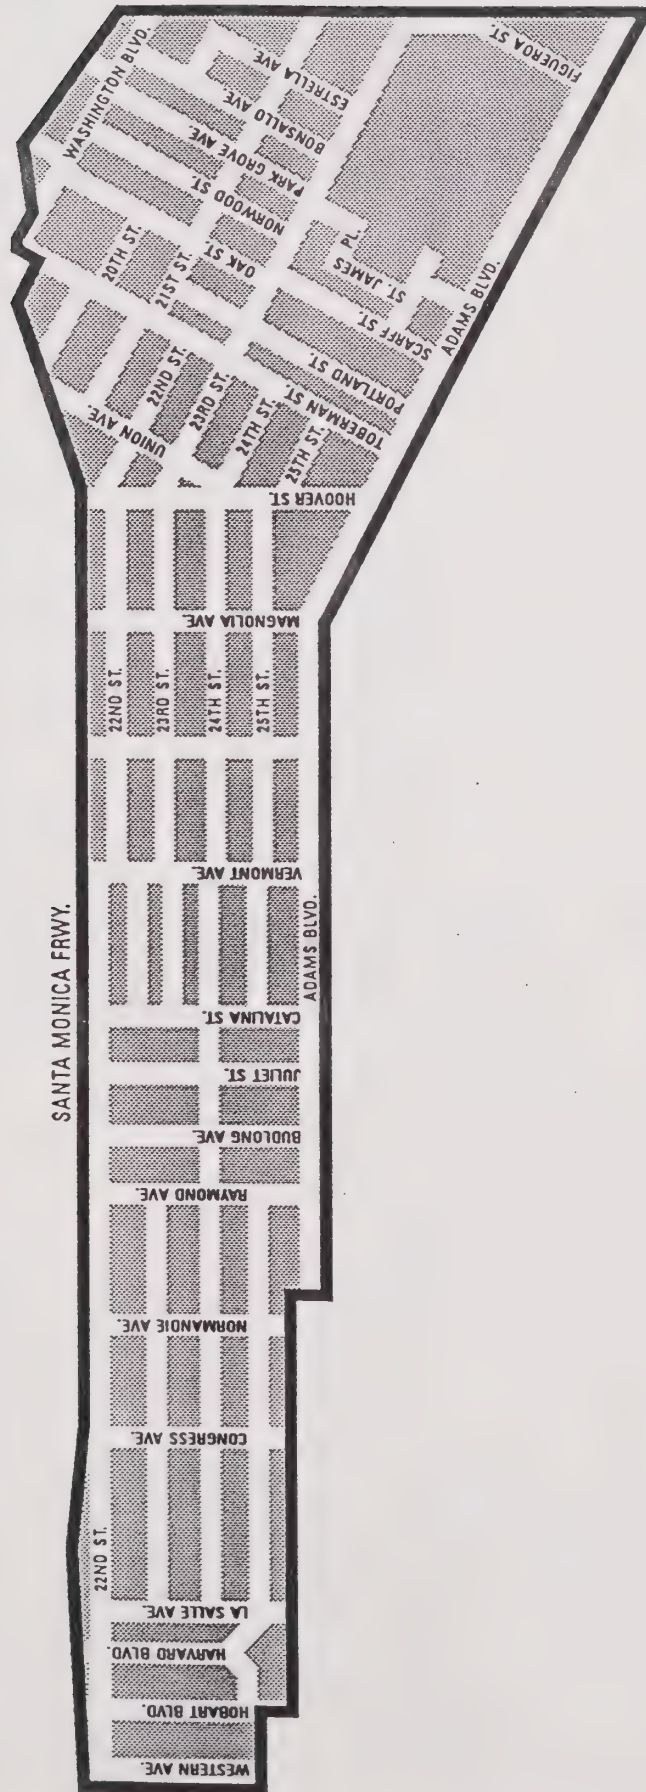 WASHINGTON BLVD.
ESTRELLA AVE
BONSALLO AVE
PARK GROVE AVE.
NORWOOD ST.
OAK ST.
FIGUEROA ST.
20TH ST.
21ST ST.
22ND ST.
23RD ST.
24TH ST.
25TH ST.
UNION AVE.
ST. JAMES PL.
SCARFF ST.
PORTLAND ST.
TOBERMAN ST.
ADAMS BLVD.
HOOVER ST.
MAGNOLIA AVE.
22ND ST.
23RD ST.
24TH ST.
25TH ST.
VERMONT AVE.
SANTA MONICA FRWY.
ADAMS BLVD.
CATALINA ST.
JULIET ST.
BUDLONG AVE.
RAYMOND AVE.
NORMANDIE AVE.
CONGRESS AVE.
22ND ST.
LA SALLE AVE.
HARVARD BLVD.
HOBART BLVD.
WESTERN AVE.